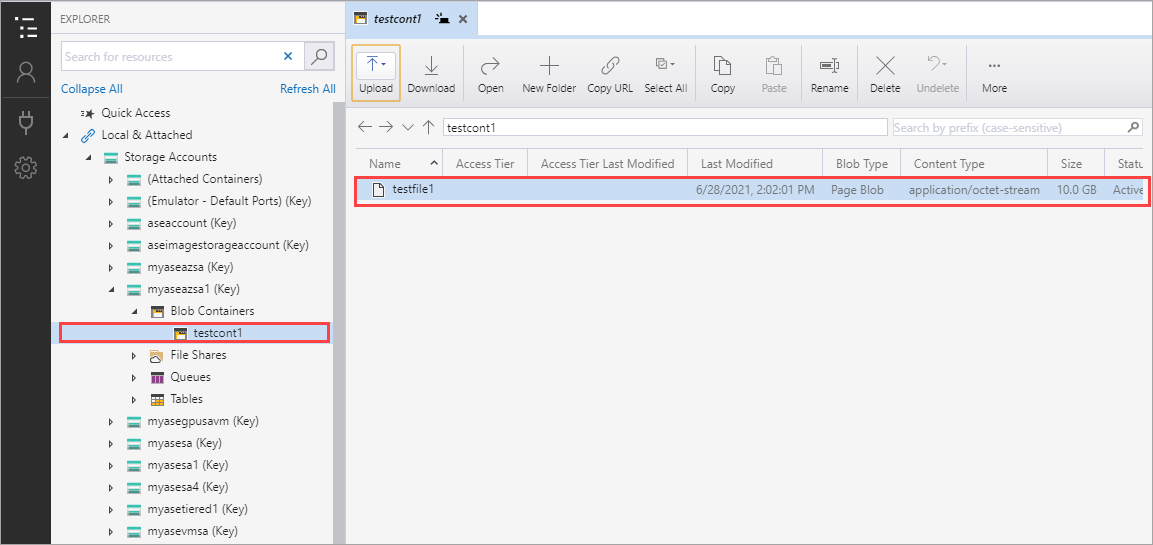 EXPLORER
Search for resources
Collapse All Refresh All
Quick Access
Local & Attached
Storage Accounts
(Attached Containers)
(Emulator - Default Ports) (Key)
aseaccount (Key)
aseimagestorageaccount (Key)
myaseazsa (Key)
myaseazsa1 (Key)
Blob Containers
testcont1
File Shares
Queues
Tables
myasegpusavm (Key)
myasesa (Key)
myasesa1 (Key)
myasesa4 (Key)
myasetiered1 (Key)
myasevmsa (Key)
testcont1
Upload Download Open New Folder Copy URL Select All Copy Paste Rename Delete Undelete More
testcont1 Search by prefix (case-sensitive)
Name Access Tier Access Tier Last Modified Last Modified Blob Type Content Type Size Statu
testfile1 6/28/2021, 2:02:01 PM Page Blob application/octet-stream 10.0 GB Active